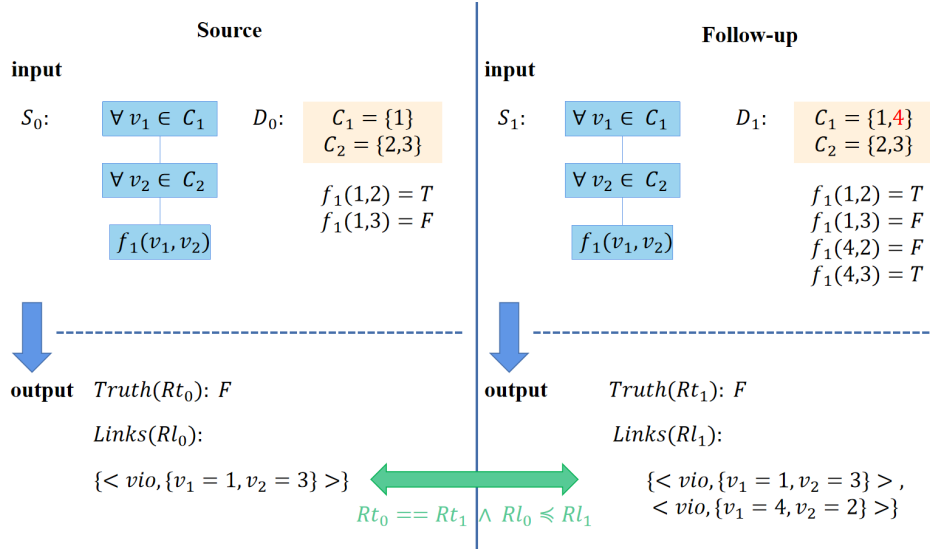 Source
input
S₀:
∀ v₁ ∈ C₁
∀ v₂ ∈ C₂
f₁(v₁, v₂)
D₀:
C₁ = {1}
C₂ = {2,3}
f₁(1,2) = T
f₁(1,3) = F
output
Truth(Rt₀): F
Links(Rl₀):
{< vio, {v₁ = 1, v₂ = 3} >}
Follow-up
input
S₁:
∀ v₁ ∈ C₁
∀ v₂ ∈ C₂
f₁(v₁, v₂)
D₁:
C₁ = {1,4}
C₂ = {2,3}
f₁(1,2) = T
f₁(1,3) = F
f₁(4,2) = F
f₁(4,3) = T
output
Truth(Rt₁): F
Links(Rl₁):
{< vio, {v₁ = 1, v₂ = 3} > ,
< vio, {v₁ = 4, v₂ = 2} >}
Rt₀ == Rt₁ ∧ Rl₀ ≼ Rl₁